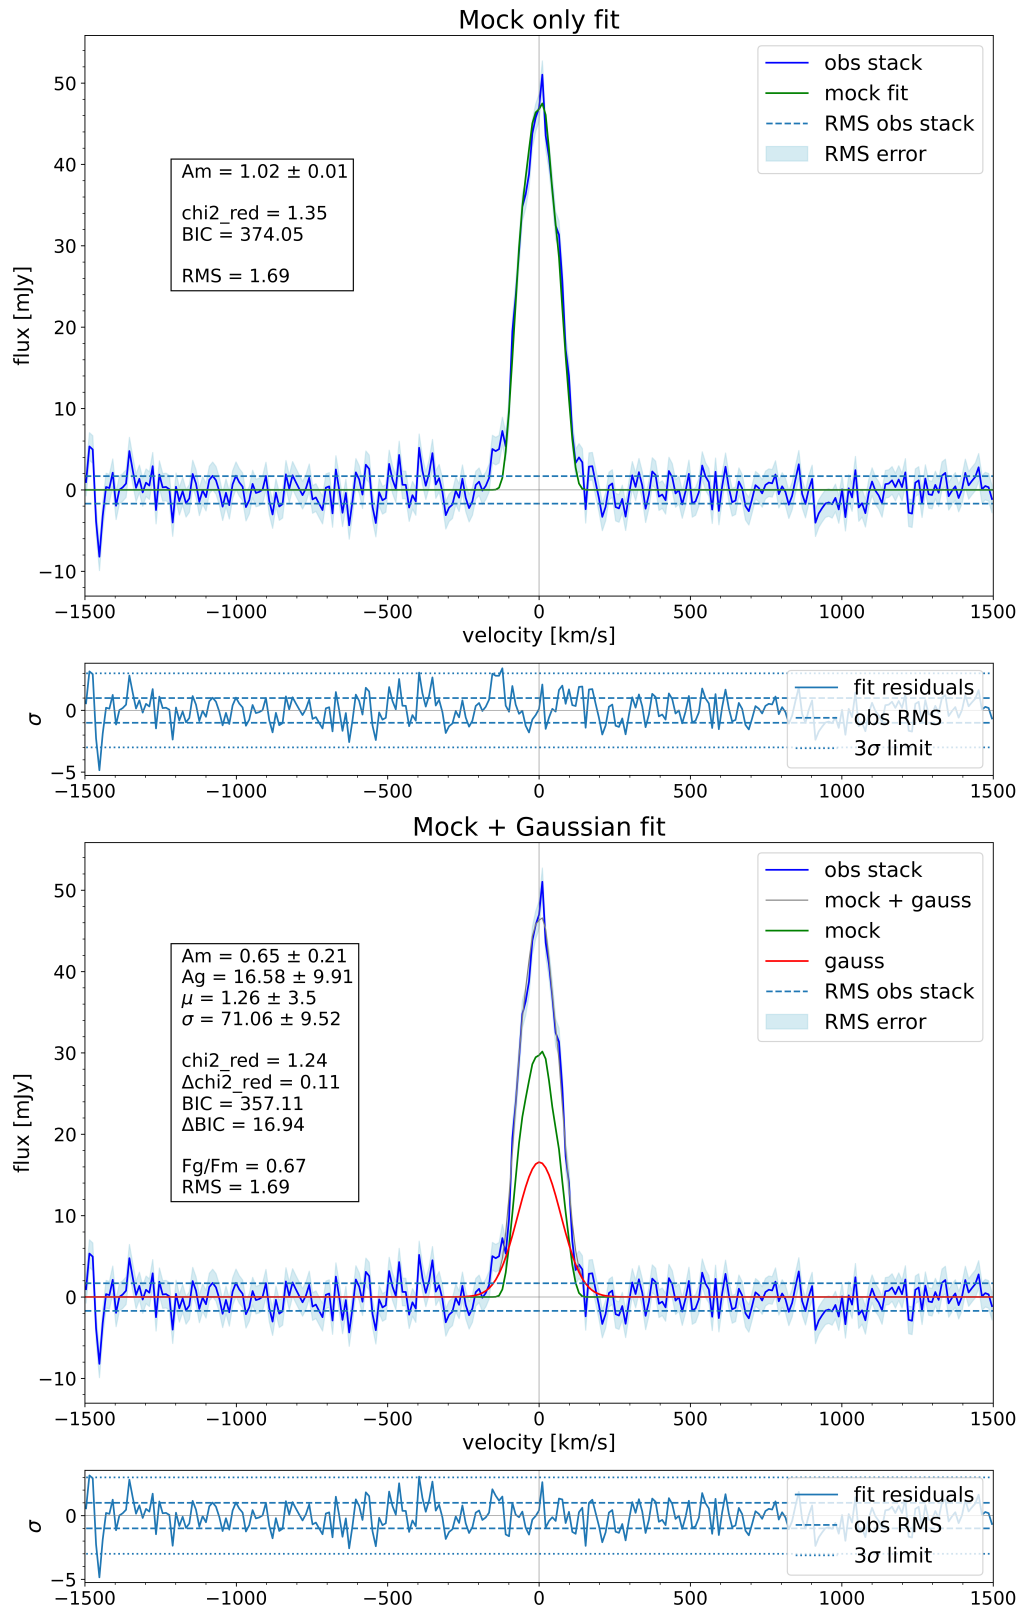 Mock only fit
50
40
30
20
10
0
−10
flux [mJy]
Am = 1.02 ± 0.01
chi2_red = 1.35
BIC = 374.05
RMS = 1.69
obs stack
mock fit
RMS obs stack
RMS error
−1500 −1000 −500 0 500 1000 1500
velocity [km/s]
0
−5
σ
fit residuals
obs RMS
3σ limit
−1500 −1000 −500 0 500 1000 1500
Mock + Gaussian fit
50
40
30
20
10
0
−10
flux [mJy]
Am = 0.65 ± 0.21
Ag = 16.58 ± 9.91
μ = 1.26 ± 3.5
σ = 71.06 ± 9.52
chi2_red = 1.24
Δchi2_red = 0.11
BIC = 357.11
ΔBIC = 16.94
Fg/Fm = 0.67
RMS = 1.69
obs stack
mock + gauss
mock
gauss
RMS obs stack
RMS error
−1500 −1000 −500 0 500 1000 1500
velocity [km/s]
0
−5
σ
fit residuals
obs RMS
3σ limit
−1500 −1000 −500 0 500 1000 1500